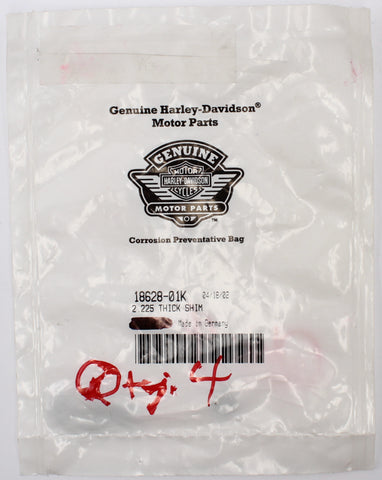 Genuine Harley-Davidson®
Motor Parts
GENUINE
MOTOR
HARLEY-DAVIDSON
CYCLES
MOTOR PARTS
™
Corrosion Preventative Bag
18628-01K 04/18/02
2.225 THICK SHIM
Made in Germany
Qty. 4